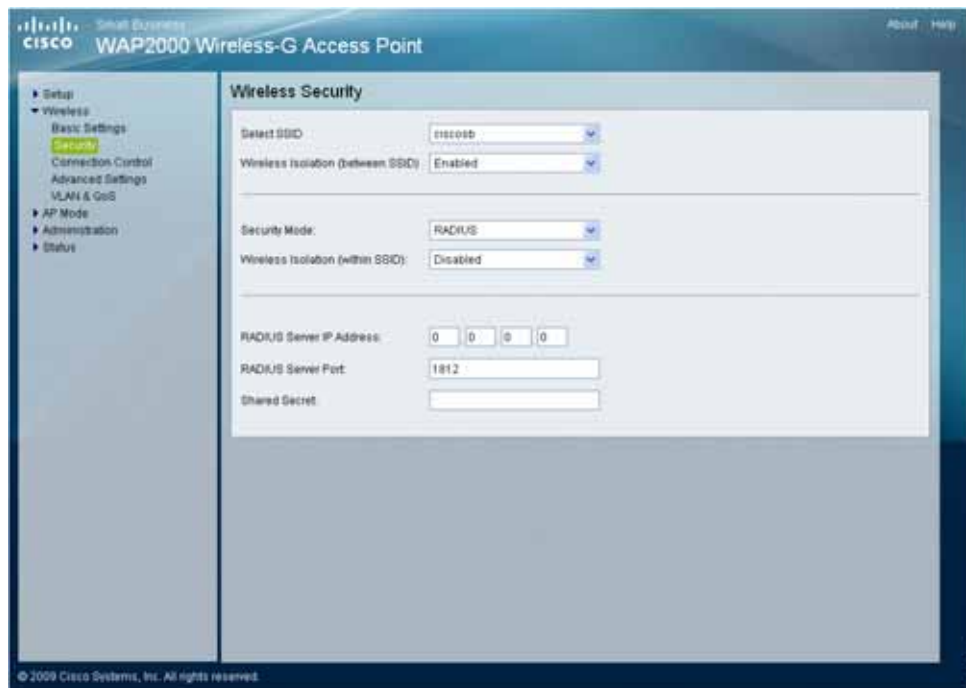 Small Business
CISCO WAP2000 Wireless-G Access Point
About Help
Setup
Wireless
Basic Settings
Security
Connection Control
Advanced Settings
VLAN & QoS
AP Mode
Administration
Status
Wireless Security
Select SSID ciscosb
Wireless Isolation (between SSID) Enabled
Security Mode: RADIUS
Wireless Isolation (within SSID): Disabled
RADIUS Server IP Address: 0 . 0 . 0 . 0
RADIUS Server Port: 1812
Shared Secret:
© 2009 Cisco Systems, Inc. All rights reserved.